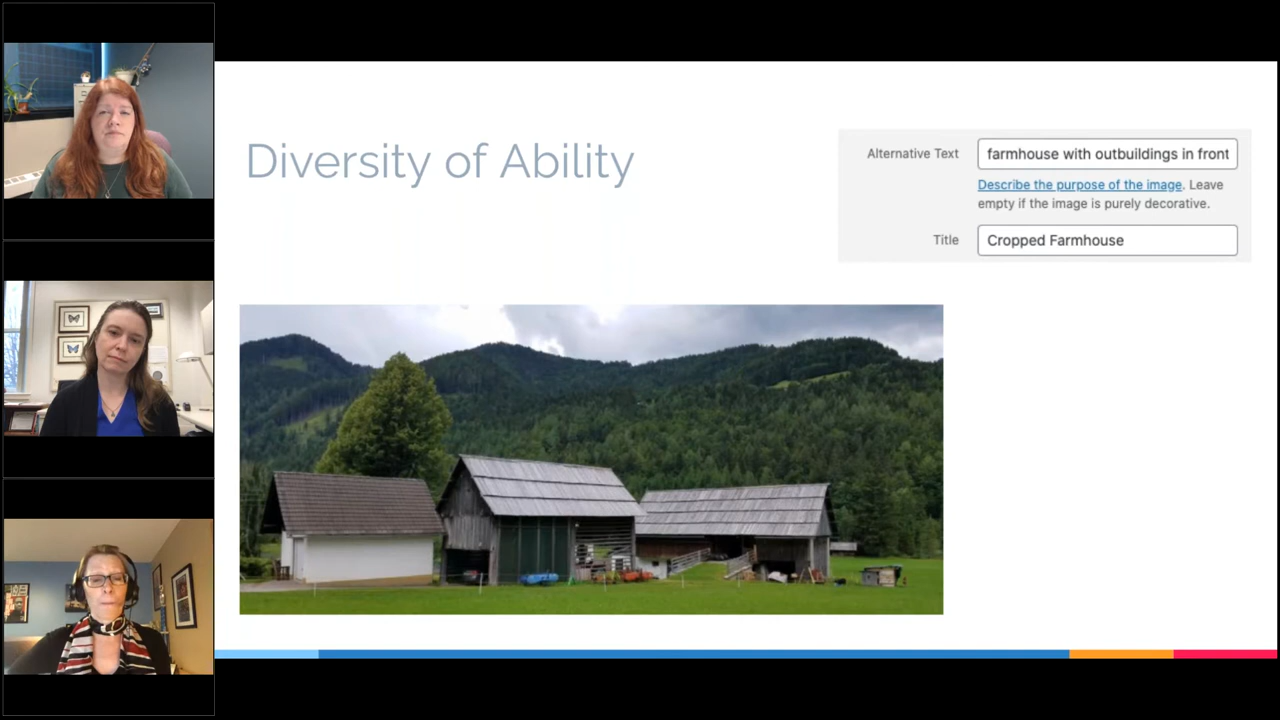 Diversity of Ability
Alternative Text
farmhouse with outbuildings in front
Describe the purpose of the image. Leave
empty if the image is purely decorative.
Title
Cropped Farmhouse